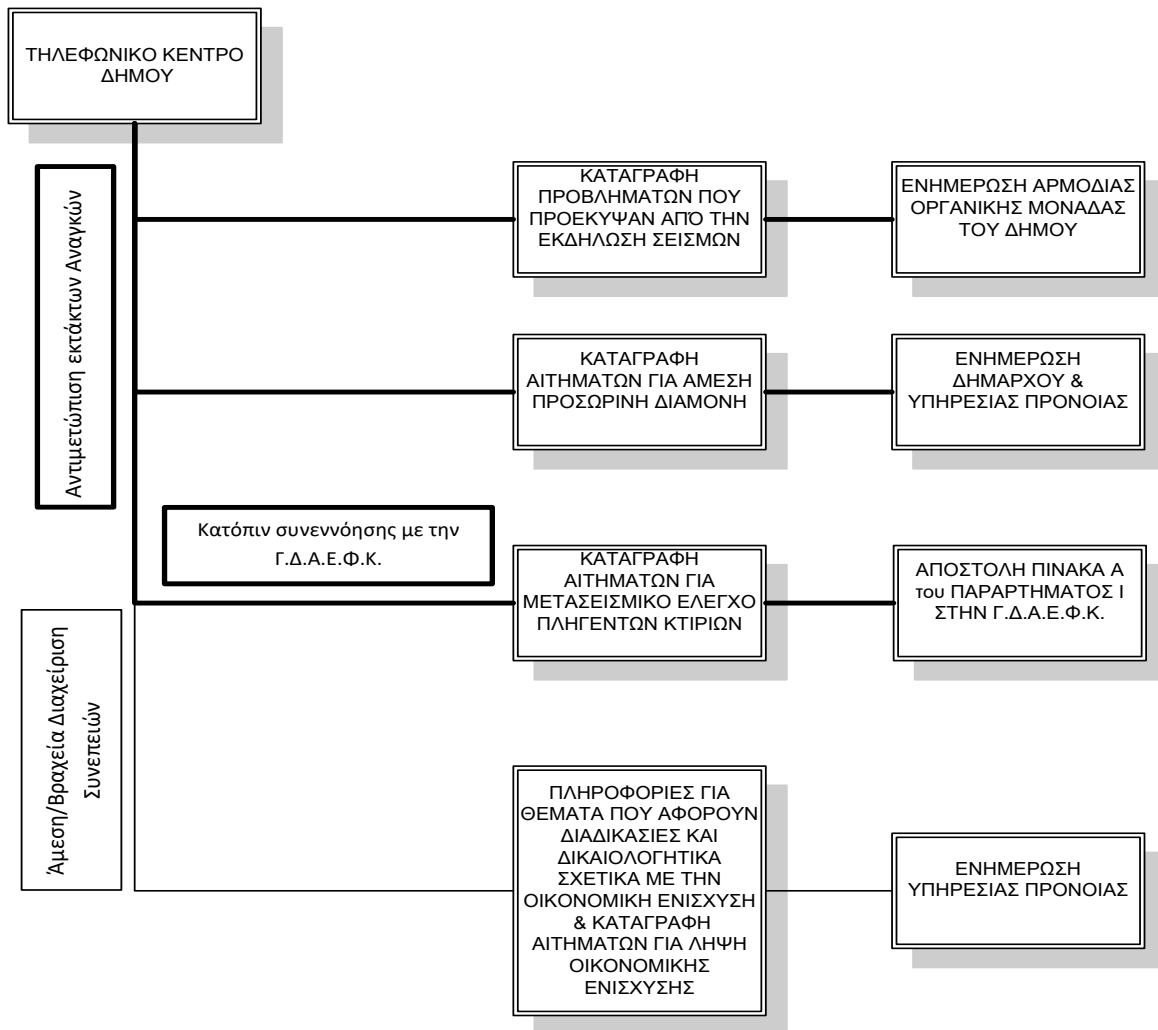 ΤΗΛΕΦΩΝΙΚΟ ΚΕΝΤΡΟ
ΔΗΜΟΥ
Αντιμετώπιση εκτάκτων Αναγκών
ΚΑΤΑΓΡΑΦΗ
ΠΡΟΒΛΗΜΑΤΩΝ ΠΟΥ
ΠΡΟΕΚΥΨΑΝ ΑΠΌ ΤΗΝ
ΕΚΔΗΛΩΣΗ ΣΕΙΣΜΩΝ
ΕΝΗΜΕΡΩΣΗ ΑΡΜΟΔΙΑΣ
ΟΡΓΑΝΙΚΗΣ ΜΟΝΑΔΑΣ
ΤΟΥ ΔΗΜΟΥ
ΚΑΤΑΓΡΑΦΗ
ΑΙΤΗΜΑΤΩΝ ΓΙΑ ΑΜΕΣΗ
ΠΡΟΣΩΡΙΝΗ ΔΙΑΜΟΝΗ
ΕΝΗΜΕΡΩΣΗ
ΔΗΜΑΡΧΟΥ &
ΥΠΗΡΕΣΙΑΣ ΠΡΟΝΟΙΑΣ
Κατόπιν συνεννόησης με την
Γ.Δ.Α.Ε.Φ.Κ.
ΚΑΤΑΓΡΑΦΗ
ΑΙΤΗΜΑΤΩΝ ΓΙΑ
ΜΕΤΑΣΕΙΣΜΙΚΟ ΕΛΕΓΧΟ
ΠΛΗΓΕΝΤΩΝ ΚΤΙΡΙΩΝ
ΑΠΟΣΤΟΛΗ ΠΙΝΑΚΑ Α
του ΠΑΡΑΡΤΗΜΑΤΟΣ Ι
ΣΤΗΝ Γ.Δ.Α.Ε.Φ.Κ.
Άμεση/Βραχεία Διαχείριση
Συνεπειών
ΠΛΗΡΟΦΟΡΙΕΣ ΓΙΑ
ΘΕΜΑΤΑ ΠΟΥ ΑΦΟΡΟΥΝ
ΔΙΑΔΙΚΑΣΙΕΣ ΚΑΙ
ΔΙΚΑΙΟΛΟΓΗΤΙΚΑ
ΣΧΕΤΙΚΑ ΜΕ ΤΗΝ
ΟΙΚΟΝΟΜΙΚΗ ΕΝΙΣΧΥΣΗ
& ΚΑΤΑΓΡΑΦΗ
ΑΙΤΗΜΑΤΩΝ ΓΙΑ ΛΗΨΗ
ΟΙΚΟΝΟΜΙΚΗΣ
ΕΝΙΣΧΥΣΗΣ
ΕΝΗΜΕΡΩΣΗ
ΥΠΗΡΕΣΙΑΣ ΠΡΟΝΟΙΑΣ